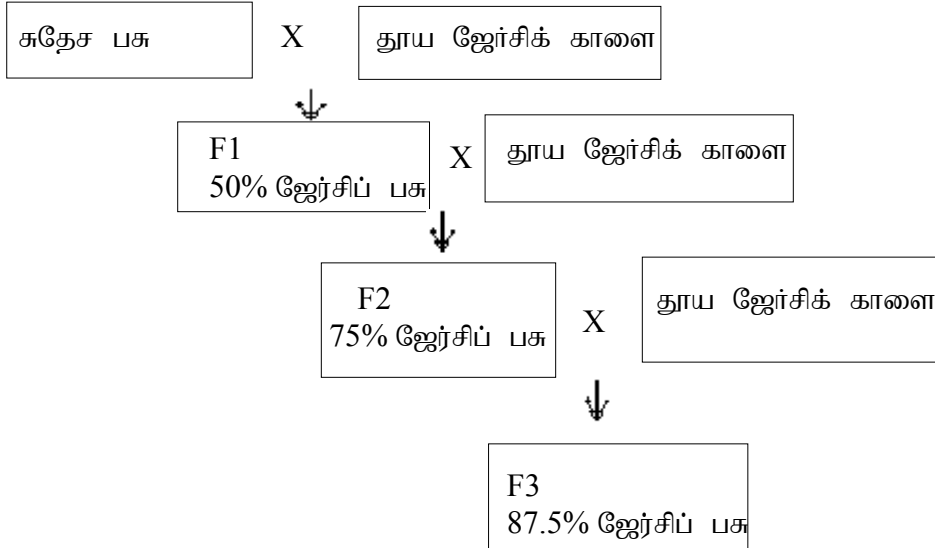 சுதேச பசு X தூய ஜேர்சிக் காளை
F1
50% ஜேர்சிப் பசு X தூய ஜேர்சிக் காளை
F2
75% ஜேர்சிப் பசு X தூய ஜேர்சிக் காளை
F3
87.5% ஜேர்சிப் பசு